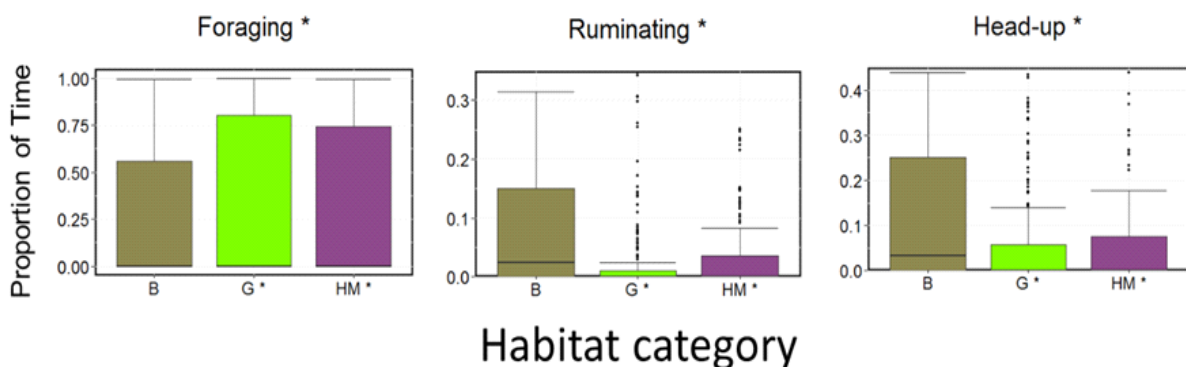 Foraging *
Ruminating *
Head-up *
Proportion of Time
1.00
0.75
0.50
0.25
0.00
B
G *
HM *
0.3
0.2
0.1
0.0
B
G *
HM *
0.4
0.3
0.2
0.1
0.0
B
G *
HM *
Habitat category